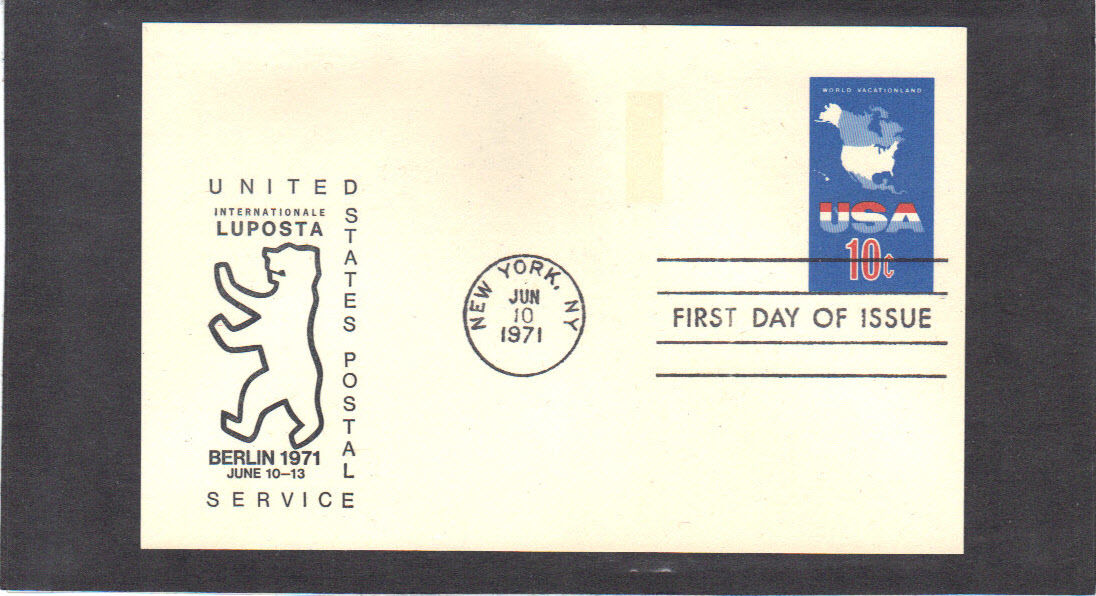 WORLD VACATIONLAND
USA
10¢
UNITED
STATES POSTAL
SERVICE
INTERNATIONALE
LUPOSTA
BERLIN 1971
JUNE 10–13
NEW YORK, NY
JUN
10
1971
FIRST DAY OF ISSUE